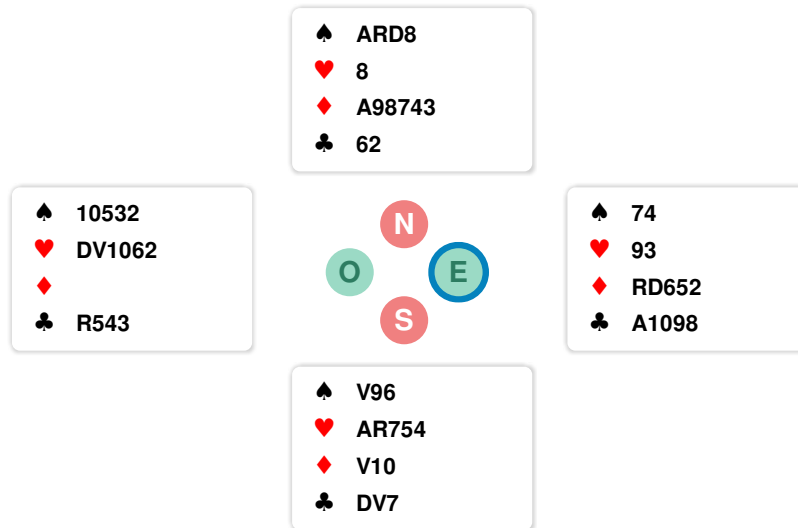 ♠ ARD8
♥ 8
♦ A98743
♣ 62
♠ 10532
♥ DV1062
♦
♣ R543
N
O
E
S
♠ 74
♥ 93
♦ RD652
♣ A1098
♠ V96
♥ AR754
♦ V10
♣ DV7